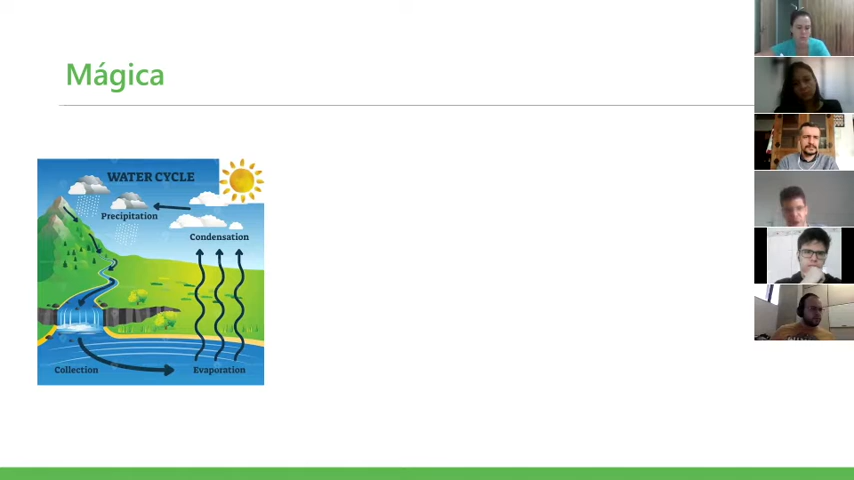 Mágica
WATER CYCLE
Precipitation
Condensation
Collection
Evaporation